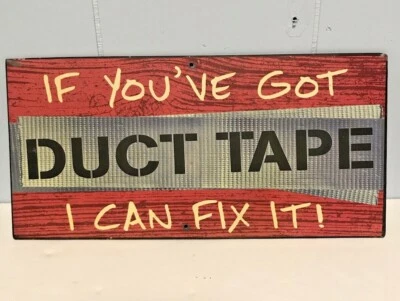 IF YOU'VE GOT
DUCT TAPE
I CAN FIX IT!